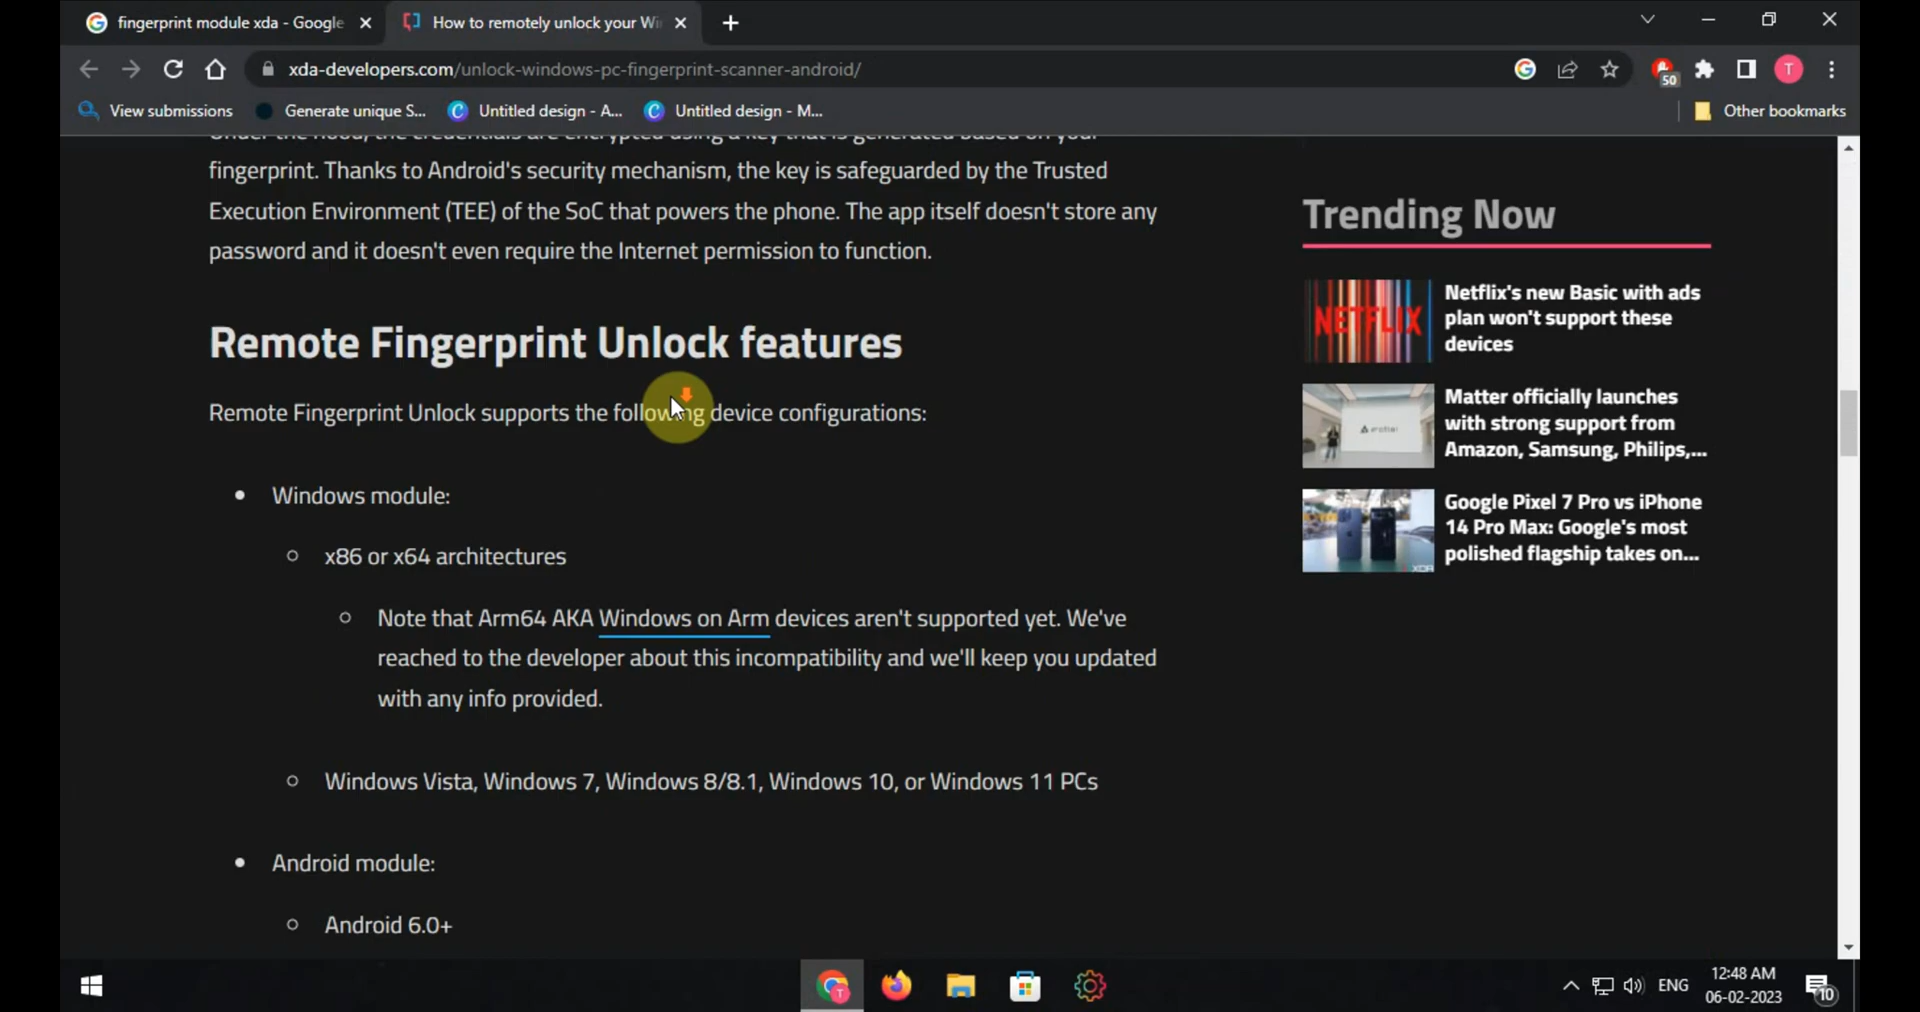 fingerprint module xda - Google
How to remotely unlock your Wi
xda-developers.com/unlock-windows-pc-fingerprint-scanner-android/
50
T
View submissions
Generate unique S...
Untitled design - A...
Untitled design - M...
Other bookmarks
Under the hood, the credentials are encrypted using a key that is generated based on your
fingerprint. Thanks to Android's security mechanism, the key is safeguarded by the Trusted
Execution Environment (TEE) of the SoC that powers the phone. The app itself doesn't store any
password and it doesn't even require the Internet permission to function.
Remote Fingerprint Unlock features
Remote Fingerprint Unlock supports the following device configurations:
Windows module:
x86 or x64 architectures
Note that Arm64 AKA Windows on Arm devices aren't supported yet. We've
reached to the developer about this incompatibility and we'll keep you updated
with any info provided.
Windows Vista, Windows 7, Windows 8/8.1, Windows 10, or Windows 11 PCs
Android module:
Android 6.0+
Trending Now
NETFLIX
Netflix's new Basic with ads
plan won't support these
devices
Matter officially launches
with strong support from
Amazon, Samsung, Philips,...
Google Pixel 7 Pro vs iPhone
14 Pro Max: Google's most
polished flagship takes on...
T
ENG
12:48 AM
06-02-2023
10